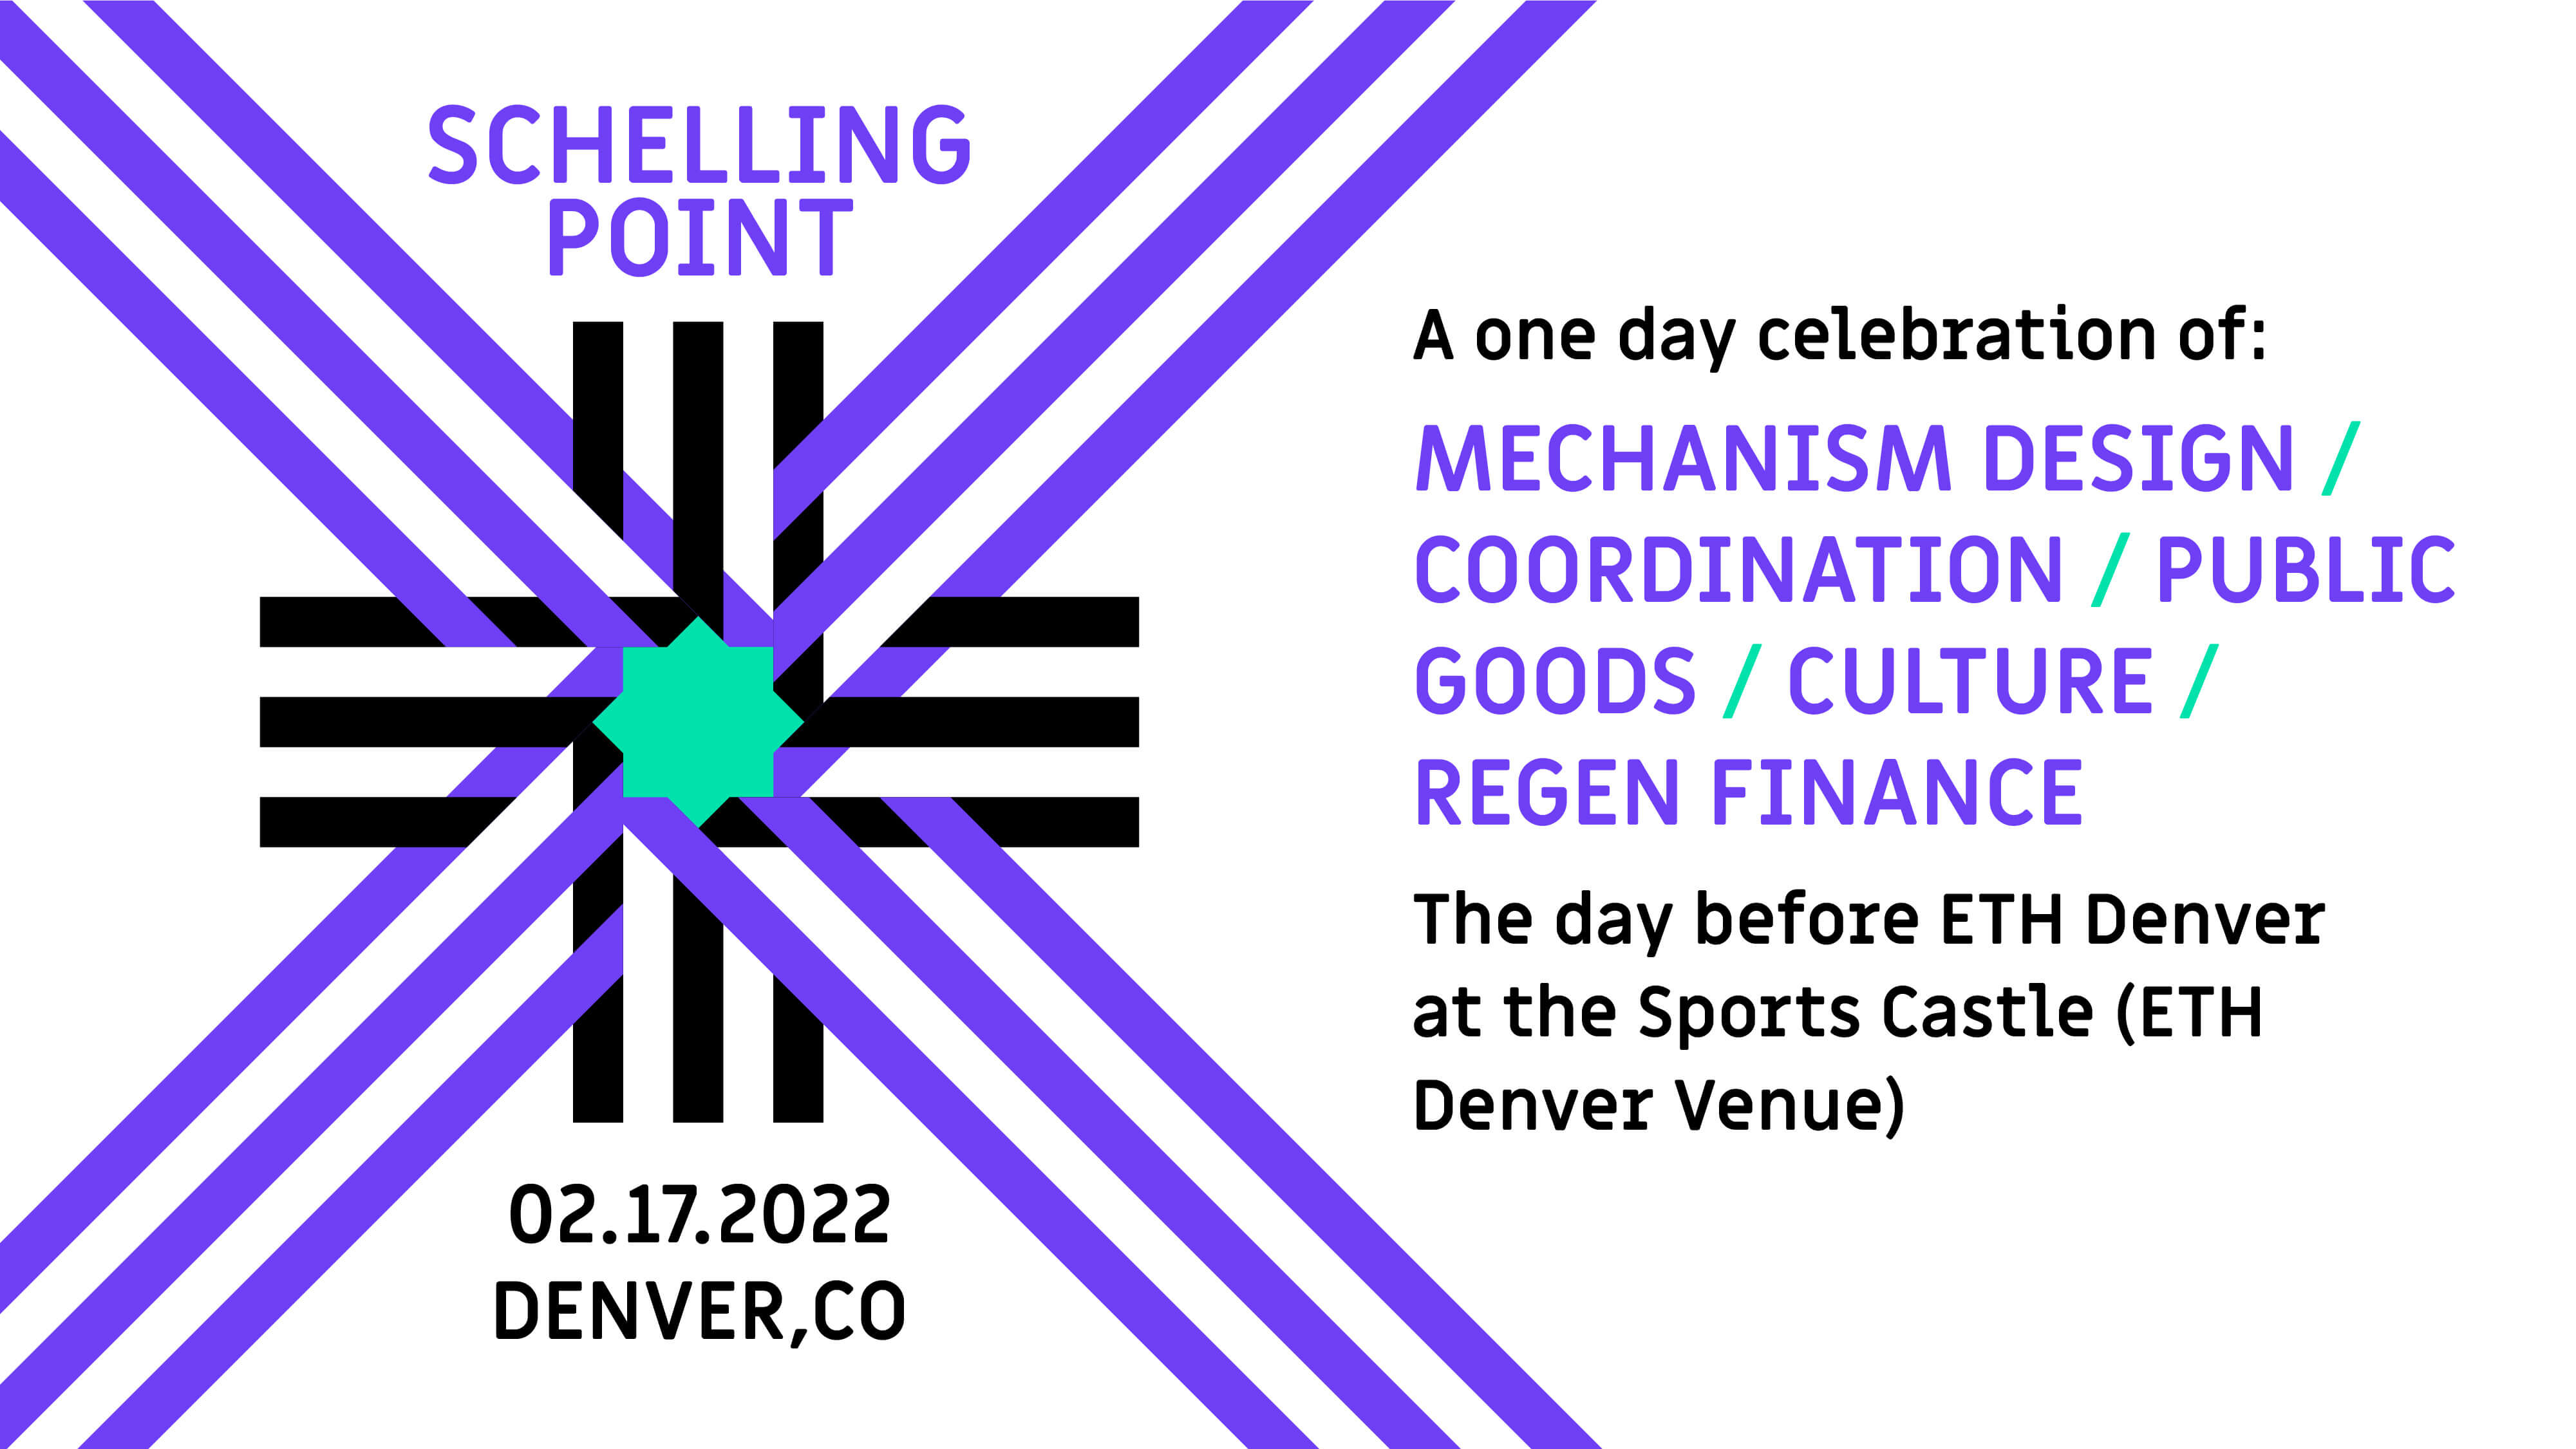 SCHELLING
POINT
02.17.2022
DENVER,CO
A one day celebration of:
MECHANISM DESIGN /
COORDINATION / PUBLIC
GOODS / CULTURE /
REGEN FINANCE
The day before ETH Denver
at the Sports Castle (ETH
Denver Venue)